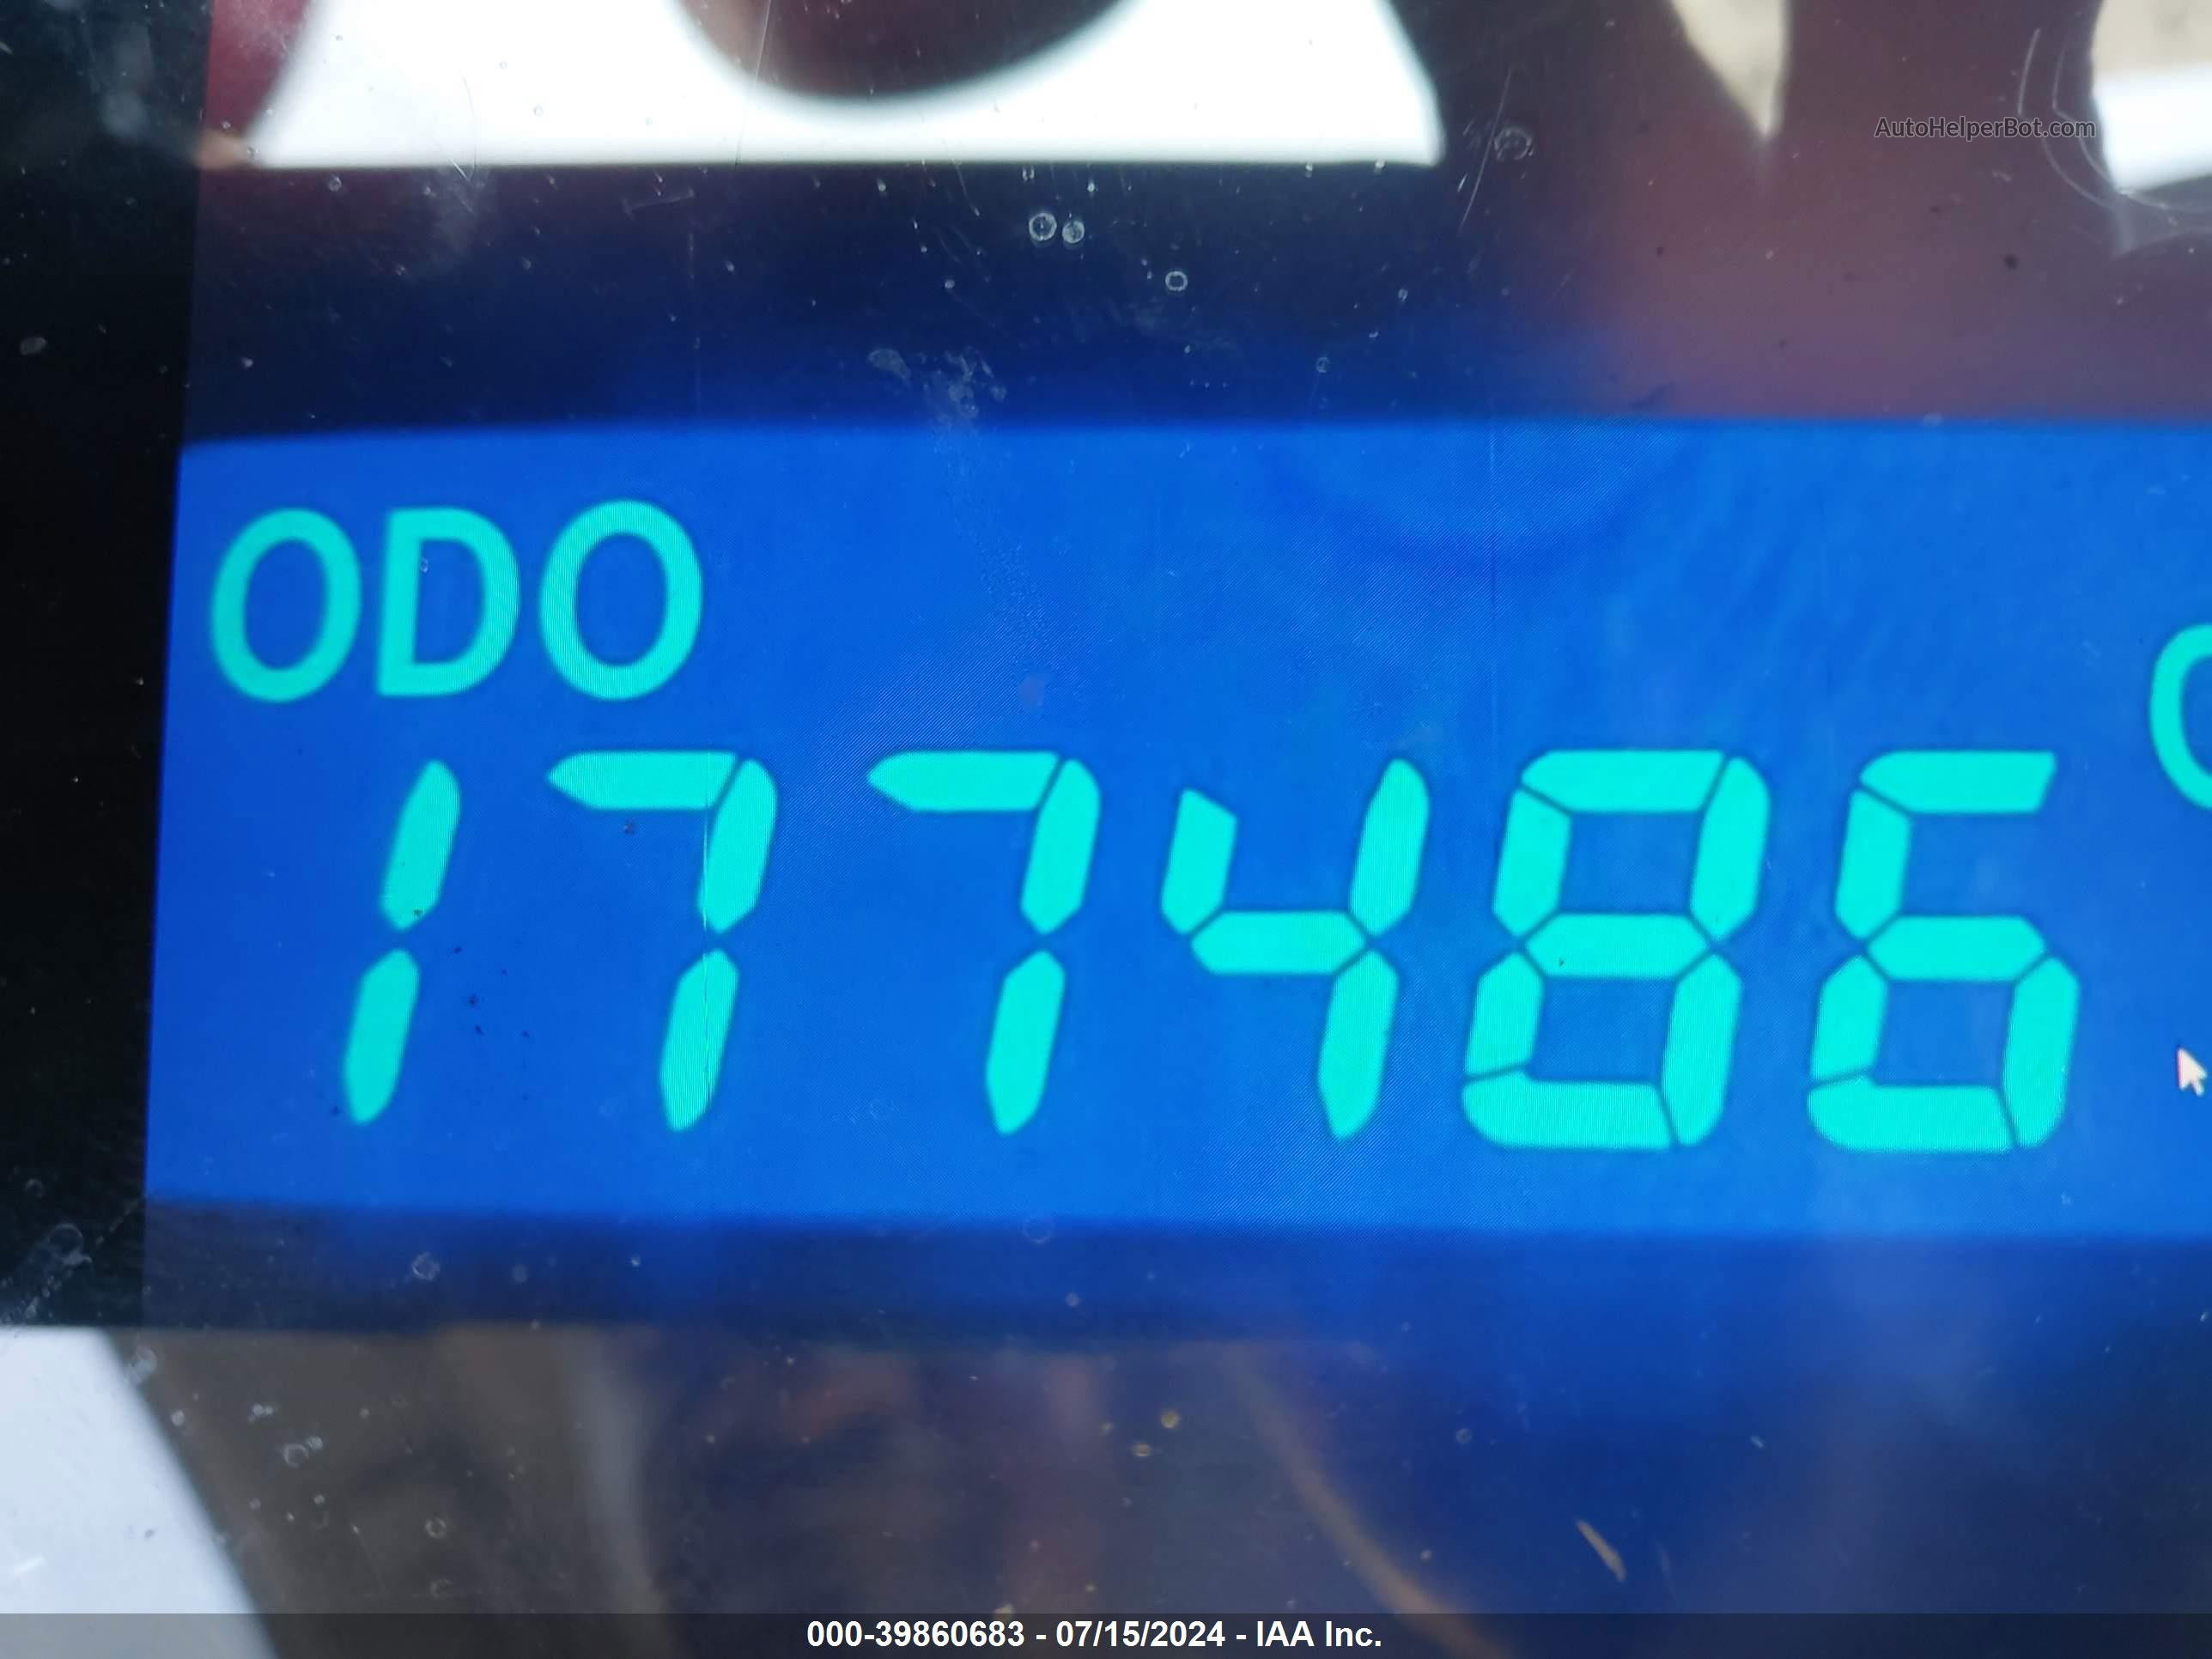 AutoHelperBot.com
ODO
177486
000-39860683 - 07/15/2024 - IAA Inc.